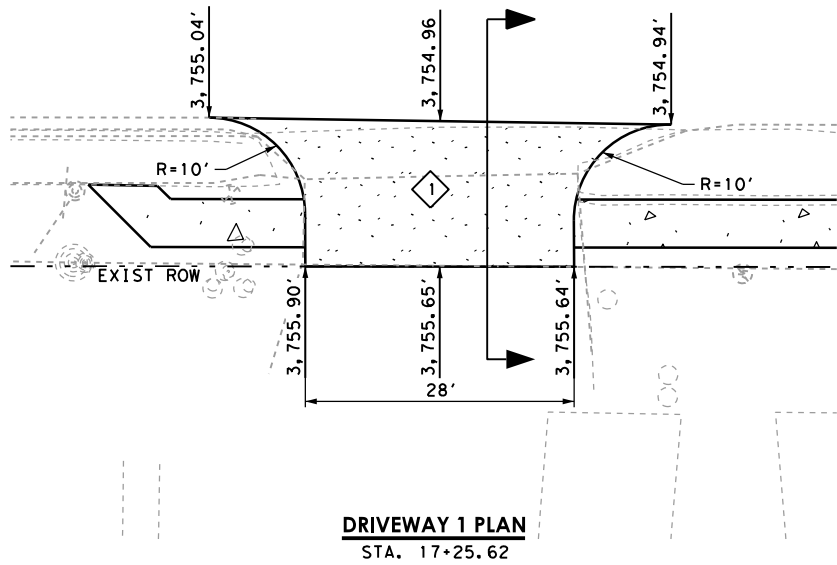 3,755.04'
3,754.96
3,754.94'
R=10'
R=10'
1
EXIST ROW
3,755.90'
3,755.65'
3,755.64'
28'
DRIVEWAY 1 PLAN
STA. 17+25.62